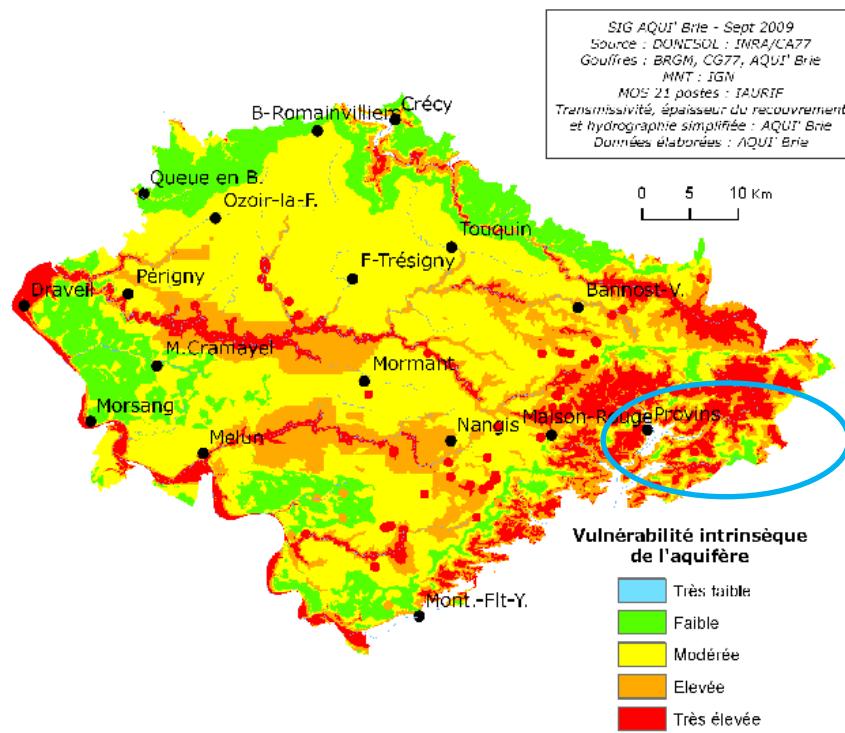 SIG AQUI' Brie - Sept 2009
Source : DONESOL : INRA/CA77
Gouffres : BRGM, CG77, AQUI' Brie
MNT : IGN
MOS 21 postes : IAURIF
Transmissivité, épaisseur du recouvrement
et hydrographie simplifiée : AQUI' Brie
Données élaborées : AQUI' Brie
0 5 10 Km
B-Romainvilliers
Crécy
Queue en B.
Ozoir-la-F.
Touquin
F-Trésigny
Périgny
Draveil
Bannost-V.
M.Cramayel
Mormant
Morsang
Nangis
Maison-Rouge
Provins
Melun
Mont.-Flt-Y.
Vulnérabilité intrinsèque
de l'aquifère
Très faible
Faible
Modérée
Elevée
Très élevée